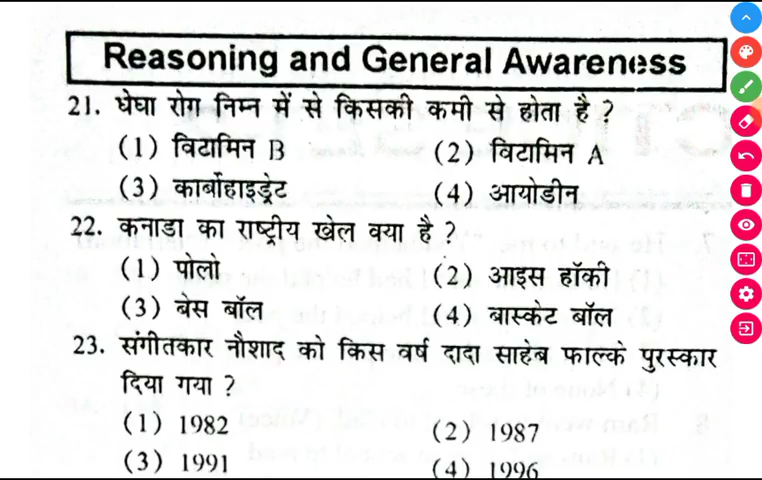 Reasoning and General Awareness
21. घेघा रोग निम्न में से किसकी कमी से होता है ?
(1) विटामिन B (2) विटामिन A
(3) कार्बोहाइड्रेट (4) आयोडीन
22. कनाडा का राष्ट्रीय खेल क्या है ?
(1) पोलो (2) आइस हॉकी
(3) बेस बॉल (4) बास्केट बॉल
23. संगीतकार नौशाद को किस वर्ष दादा साहेब फाल्के पुरस्कार
दिया गया ?
(1) 1982 (2) 1987
(3) 1991 (4) 1996